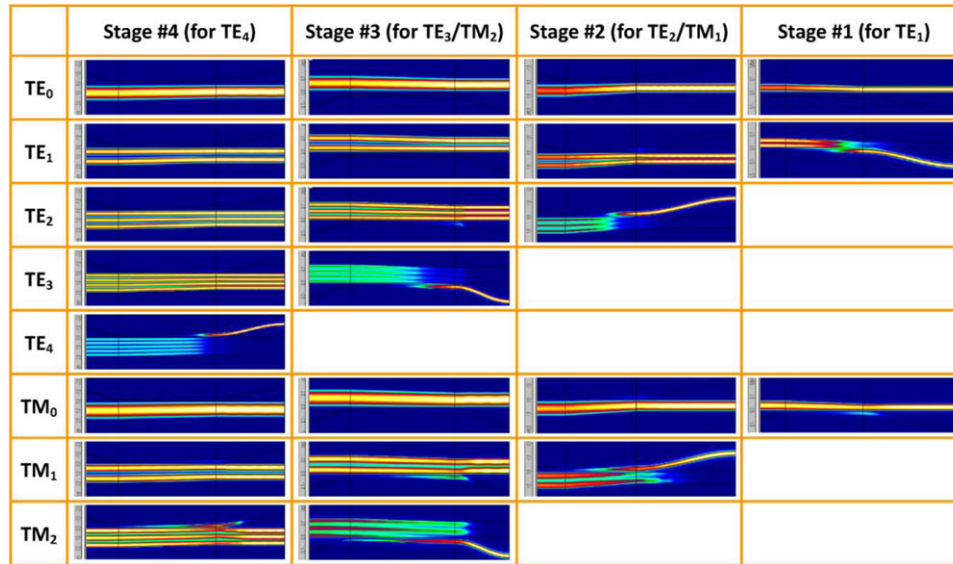 Stage #4 (for TE₄) Stage #3 (for TE₃/TM₂) Stage #2 (for TE₂/TM₁) Stage #1 (for TE₁)
TE₀
TE₁
TE₂
TE₃
TE₄
TM₀
TM₁
TM₂